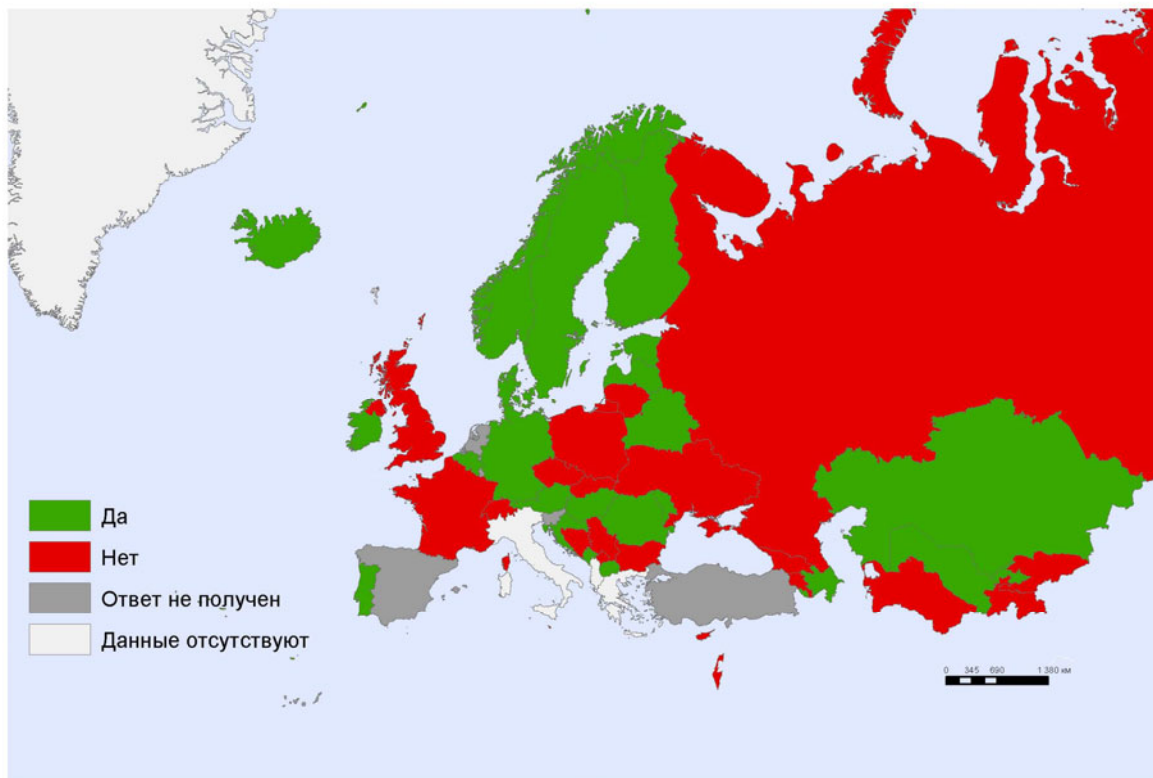 Да
Нет
Ответ не получен
Данные отсутствуют
0 345 690 1 380 км